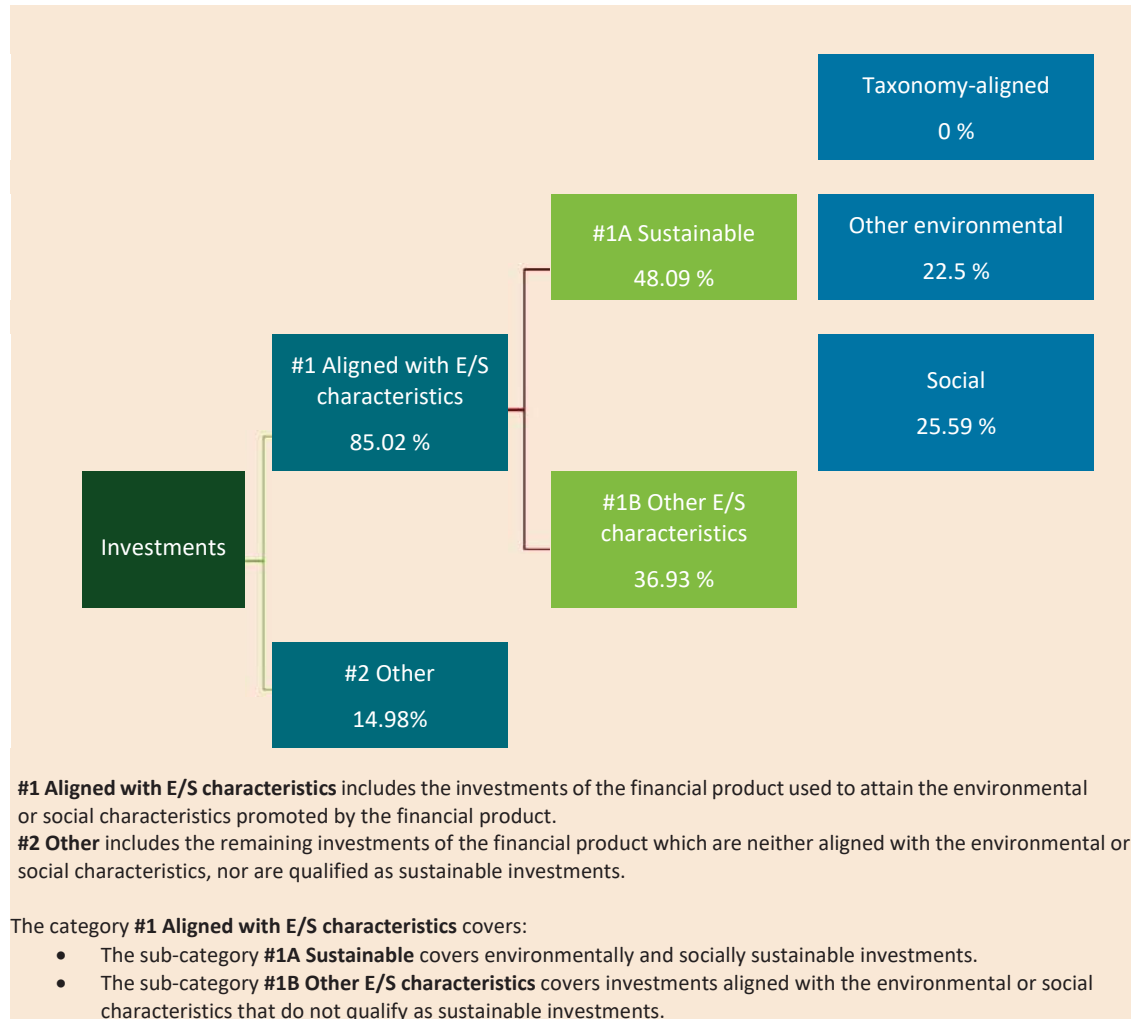 Taxonomy-aligned
0 %
#1A Sustainable
48.09 %
Other environmental
22.5 %
#1 Aligned with E/S
characteristics
85.02 %
Social
25.59 %
Investments
#1B Other E/S
characteristics
36.93 %
#2 Other
14.98%
#1 Aligned with E/S characteristics includes the investments of the financial product used to attain the environmental
or social characteristics promoted by the financial product.
#2 Other includes the remaining investments of the financial product which are neither aligned with the environmental or
social characteristics, nor are qualified as sustainable investments.
The category #1 Aligned with E/S characteristics covers:
• The sub-category #1A Sustainable covers environmentally and socially sustainable investments.
• The sub-category #1B Other E/S characteristics covers investments aligned with the environmental or social
characteristics that do not qualify as sustainable investments.